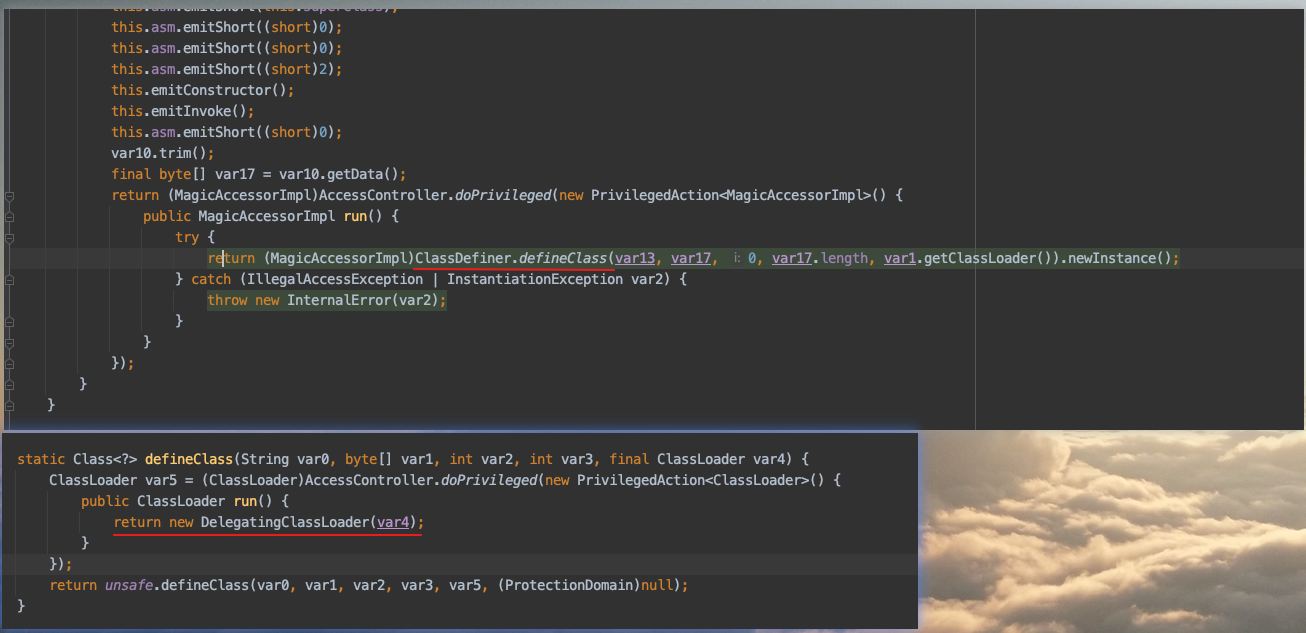 this.asm.emitShort(this.superclass);
this.asm.emitShort((short)0);
this.asm.emitShort((short)0);
this.asm.emitShort((short)2);
this.emitConstructor();
this.emitInvoke();
this.asm.emitShort((short)0);
var10.trim();
final byte[] var17 = var10.getData();
return (MagicAccessorImpl)AccessController.doPrivileged(new PrivilegedAction<MagicAccessorImpl>() {
public MagicAccessorImpl run() {
try {
return (MagicAccessorImpl)ClassDefiner.defineClass(var13, var17, i: 0, var17.length, var1.getClassLoader()).newInstance();
} catch (IllegalAccessException | InstantiationException var2) {
throw new InternalError(var2);
}
}
});
}
}
static Class<?> defineClass(String var0, byte[] var1, int var2, int var3, final ClassLoader var4) {
ClassLoader var5 = (ClassLoader)AccessController.doPrivileged(new PrivilegedAction<ClassLoader>() {
public ClassLoader run() {
return new DelegatingClassLoader(var4);
}
});
return unsafe.defineClass(var0, var1, var2, var3, var5, (ProtectionDomain)null);
}